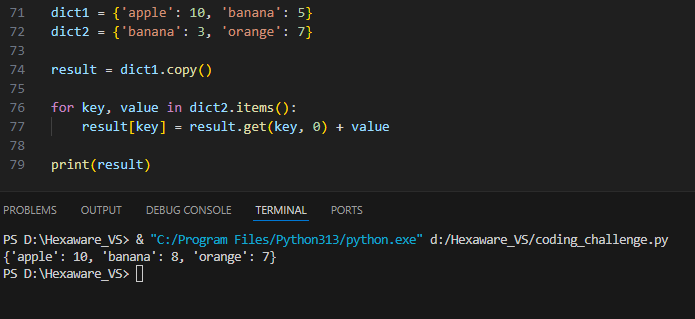 71 dict1 = {'apple': 10, 'banana': 5}
72 dict2 = {'banana': 3, 'orange': 7}
73
74 result = dict1.copy()
75
76 for key, value in dict2.items():
77     result[key] = result.get(key, 0) + value
78
79 print(result)
PROBLEMS OUTPUT DEBUG CONSOLE TERMINAL PORTS
PS D:\Hexaware_VS> & "C:/Program Files/Python313/python.exe" d:/Hexaware_VS/coding_challenge.py
{'apple': 10, 'banana': 8, 'orange': 7}
PS D:\Hexaware_VS>